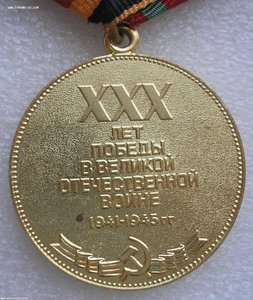 XXX
ЛЕТ
ПОБЕДЫ
В ВЕЛИКОЙ
ОТЕЧЕСТВЕННОЙ
ВОЙНЕ
1941-1945 гг